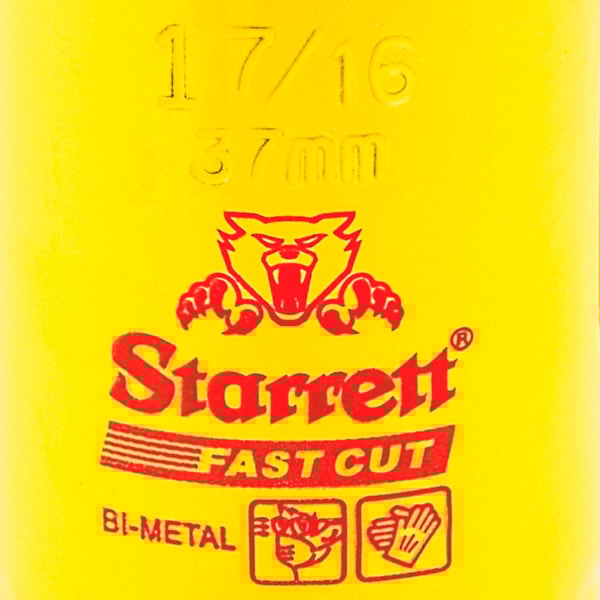 1 7/16
37mm
Starrett®
FAST CUT
BI-METAL